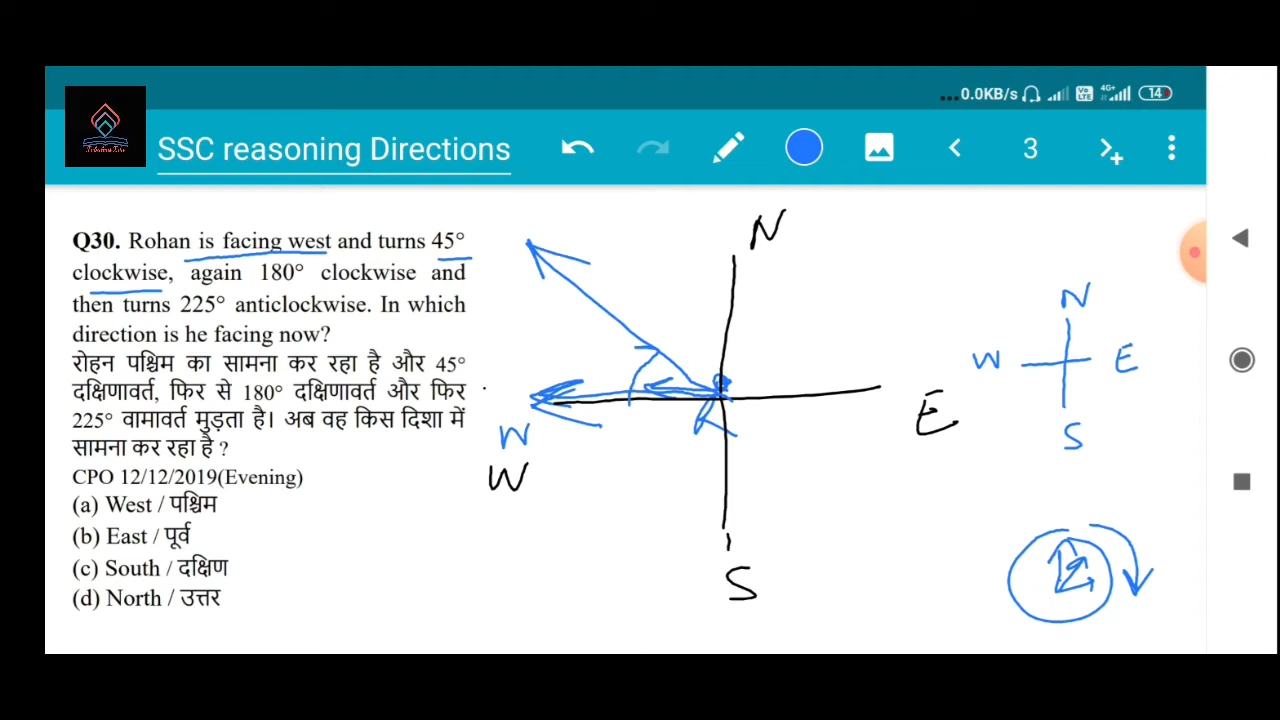 ...0.0KB/s 4G+ Vo LTE 14
SSC reasoning Directions 3
Q30. Rohan is facing west and turns 45°
clockwise, again 180° clockwise and
then turns 225° anticlockwise. In which
direction is he facing now?
रोहन पश्चिम का सामना कर रहा है और 45°
दक्षिणावर्त, फिर से 180° दक्षिणावर्त और फिर
225° वामावर्त मुड़ता है। अब वह किस दिशा में
सामना कर रहा है ?
CPO 12/12/2019(Evening)
(a) West / पश्चिम
(b) East / पूर्व
(c) South / दक्षिण
(d) North / उत्तर
N
W
W
E
S
R
N
W E
S